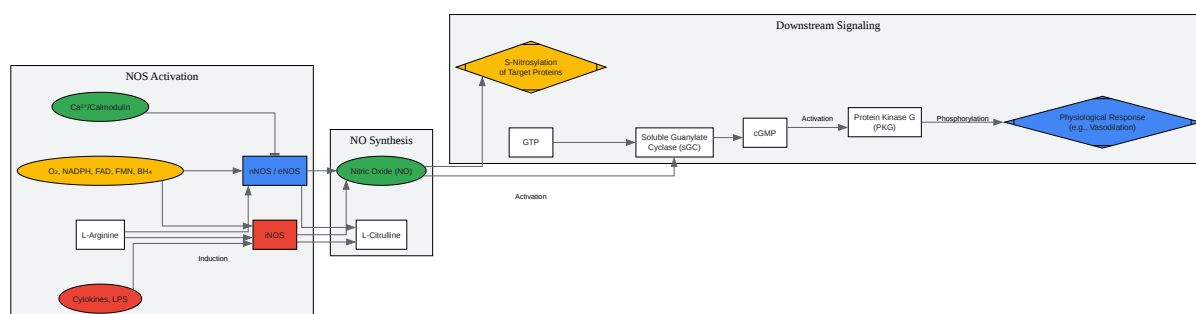 Downstream Signaling
S-Nitrosylation
of Target Proteins
NOS Activation
Ca²⁺/Calmodulin
GTP
Soluble Guanylate
Cyclase (sGC)
cGMP
Activation
Protein Kinase G
(PKG)
Phosphorylation
Physiological Response
(e.g., Vasodilation)
NO Synthesis
O₂, NADPH, FAD, FMN, BH₄
nNOS / eNOS
Nitric Oxide (NO)
Activation
L-Arginine
iNOS
L-Citrulline
Induction
Cytokines, LPS